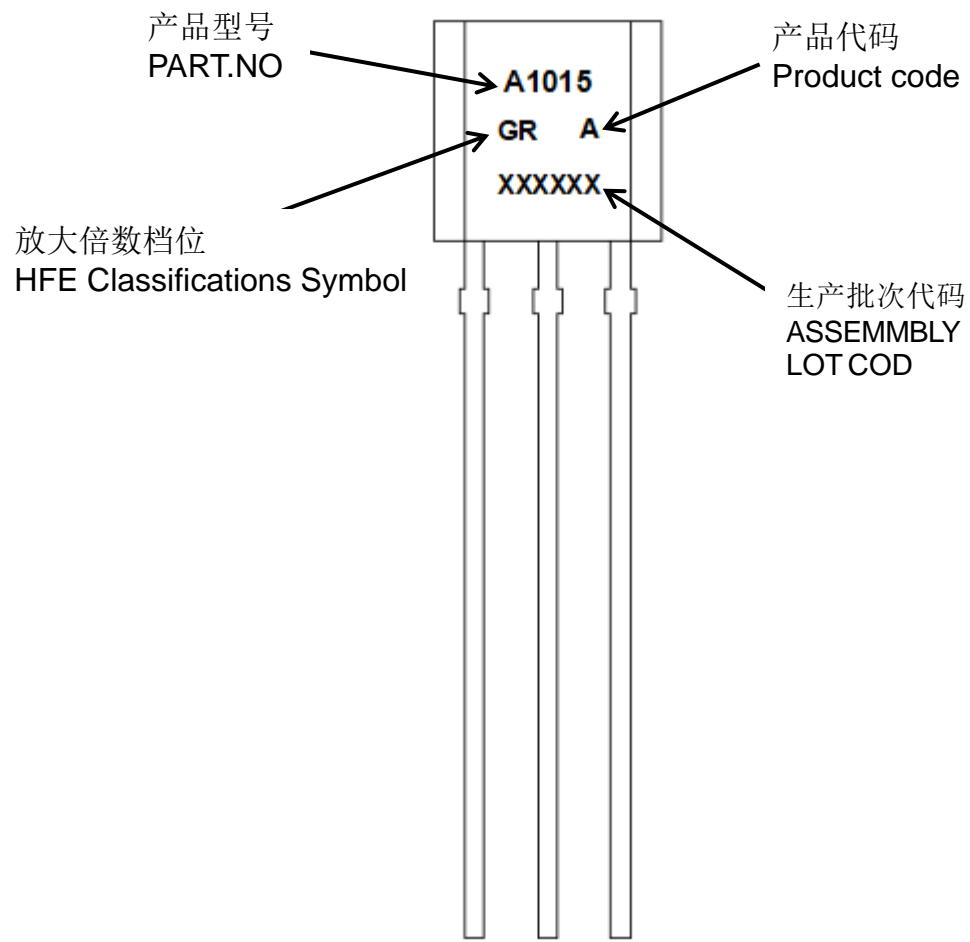 产品型号
PART.NO
产品代码
Product code
A1015
GR A
XXXXXX
放大倍数档位
HFE Classifications Symbol
生产批次代码
ASSEMMBLY
LOT COD